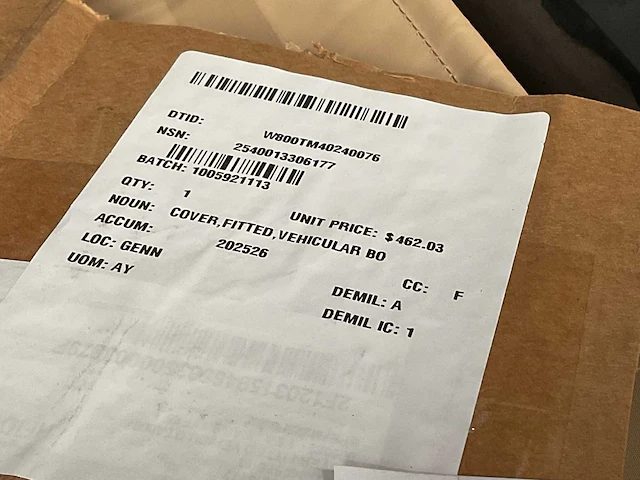 DTID: W800TM40240076
NSN: 2540013306177
BATCH: 1005921113
QTY: 1 UNIT PRICE: $462.03
NOUN: COVER,FITTED,VEHICULAR BO
ACCUM: 202526
LOC: GENN CC: F
UOM: AY DEMIL: A
DEMIL IC: 1